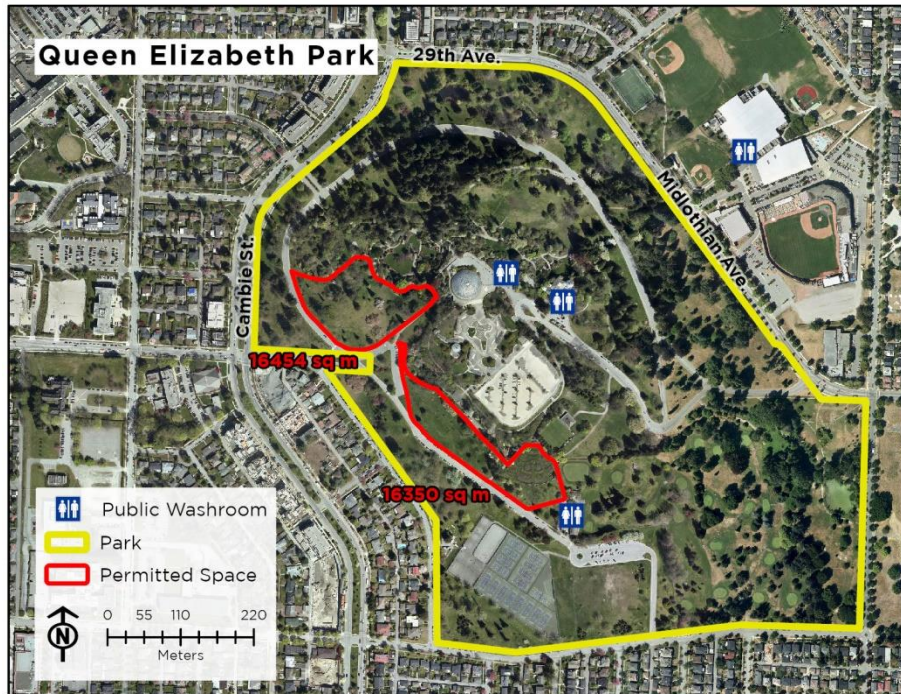 Queen Elizabeth Park
29th Ave.
Midlothian Ave.
Cambie St.
16454 sq m
16350 sq m
Public Washroom
Park
Permitted Space
N
0 55 110 220
Meters